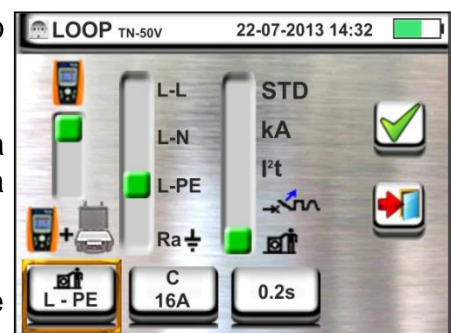 LOOP TN-50V 22-07-2013 14:32
L-L
L-N
L-PE
Ra
STD
kA
I²t
+
L - PE
C
16A
0.2s
o
a
a
e